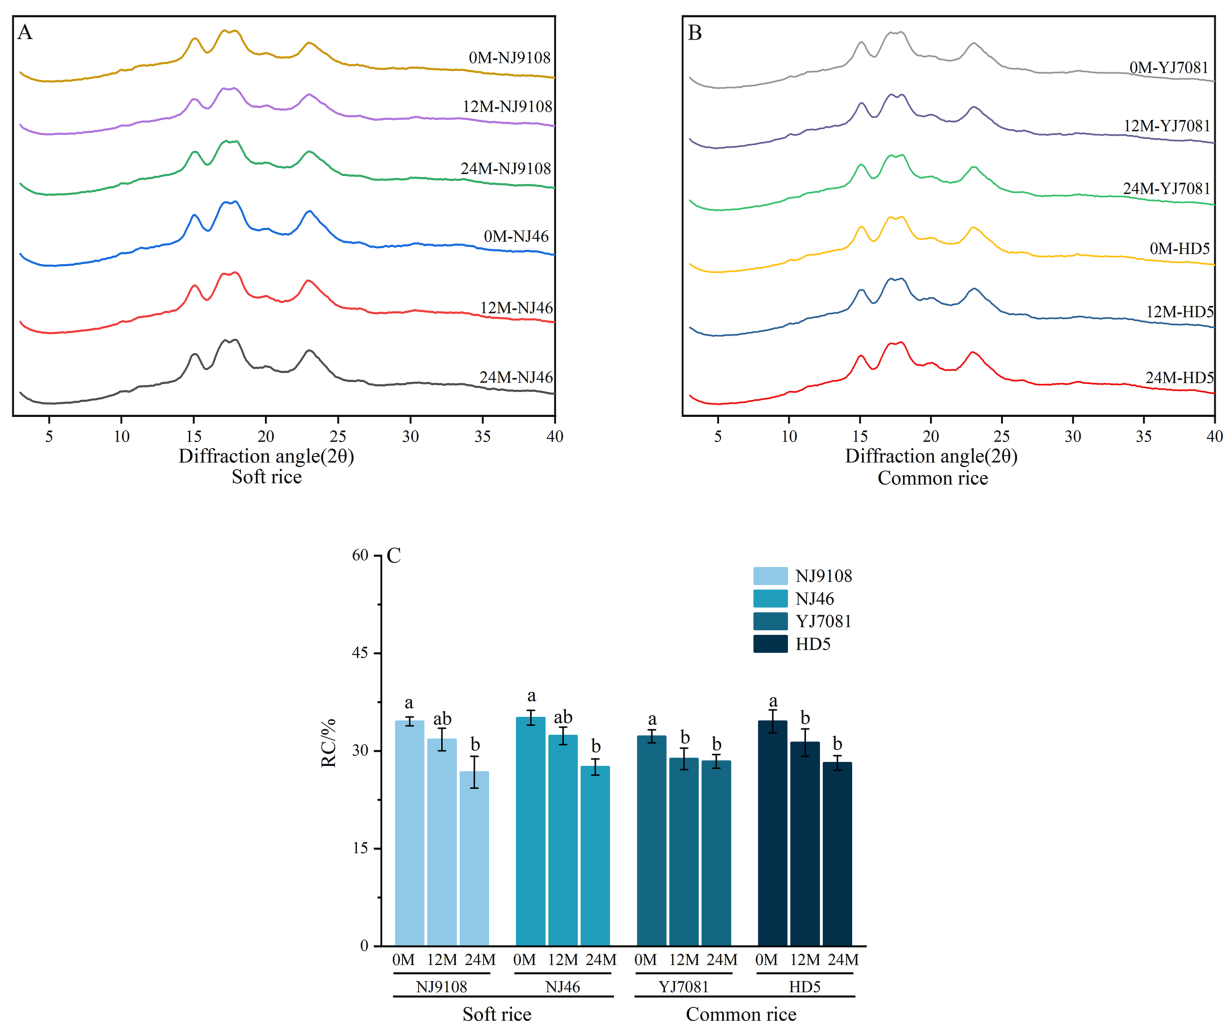 A
0M-NJ9108
12M-NJ9108
24M-NJ9108
0M-NJ46
12M-NJ46
24M-NJ46
5 10 15 20 25 30 35 40
Diffraction angle(2θ)
Soft rice
B
0M-YJ7081
12M-YJ7081
24M-YJ7081
0M-HD5
12M-HD5
24M-HD5
5 10 15 20 25 30 35 40
Diffraction angle(2θ)
Common rice
C
NJ9108
NJ46
YJ7081
HD5
RC/%
60
45
30
15
0
a ab b a ab b a b b a b b
0M 12M 24M 0M 12M 24M 0M 12M 24M 0M 12M 24M
NJ9108 NJ46 YJ7081 HD5
Soft rice Common rice